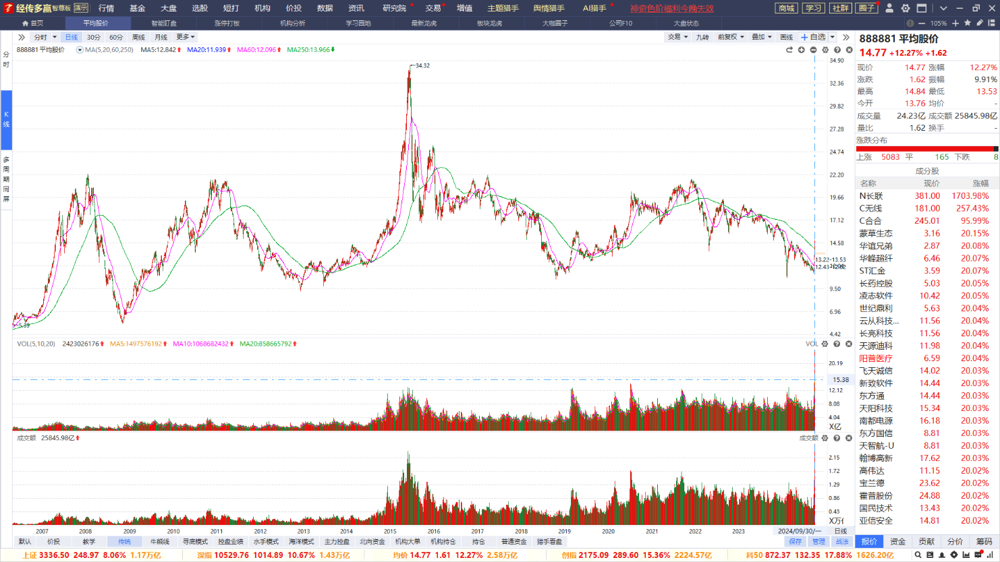 经传多赢智尊版 演示 行情 基金 大盘 选股 短打 机构 价投 数据 资讯 研究院 交易 增值 主题猎手 舆情猎手 AI猎手 神奇色阶福利今晚失效 商城 学习 社群 圈子
首页 平均股价 智能盯盘 涨停打板 机构分析 学习园地 最新龙虎 板块龙虎 大咖圈子 公司F10 大盘状态 105%
分时 日线 30分 60分 周线 月线 更多 交易 九转 前复权 叠加 画线 自选
888881 平均股价 MA(5,20,60,250) MA5:12.842 MA20:11.939 MA60:12.096 MA250:13.966
分时
K线
多周期同屏
34.32
5.39
34.90
32.36
29.82
27.28
24.74
22.20
19.66
17.12
14.58
13.22-13.53
9.50
6.96
4.42
VOL(5,10,20) 2423026176 MA5:1497576192 MA10:1068682432 MA20:858665792 VOL
20.19
15.38
12.12
8.08
4.04
X亿
成交额 25845.98亿 成交额
2.15
1.72
1.29
0.86
0.43
X万亿
2007 2008 2009 2010 2011 2012 2013 2014 2015 2016 2017 2018 2019 2020 2021 2022 2023 2024/09/30/一 日线
默认 价投 教学 传统 牛熊线 寻底模式 控盘业绩 水手模式 海洋模式 主力控盘 北向资金 机构大单 机构持仓 持仓 普通资金 猎手看盘 保存 管理 战法
888881 平均股价
14.77 +12.27% +1.62
现价 14.77 涨幅 12.27%
涨跌 1.62 振幅 9.91%
最高 14.84 最低 13.53
今开 13.76 均价 -
成交量 24.23亿 成交额 25845.98亿
量比 1.62 换手 -
涨跌分布
上涨 5083 平 165 下跌 8
成分股
名称 现价 涨幅
N长联 381.00 1703.98%
C无线 181.00 257.43%
C合合 245.01 95.99%
蒙草生态 3.16 20.15%
华谊兄弟 2.87 20.08%
华峰超纤 6.46 20.07%
ST汇金 3.59 20.07%
长药控股 5.03 20.05%
凌志软件 10.42 20.05%
世纪鼎利 5.63 20.04%
云从科技... 11.56 20.04%
长亮科技 11.56 20.04%
天源迪科 11.98 20.04%
阳普医疗 6.59 20.04%
飞天诚信 14.02 20.03%
新致软件 14.44 20.03%
东方通 14.44 20.03%
天阳科技 15.34 20.03%
南都电源 16.18 20.03%
东方国信 8.81 20.03%
天智航-U 8.81 20.03%
翰博高新 17.62 20.03%
高伟达 11.15 20.02%
宝兰德 23.62 20.02%
霍普股份 24.88 20.02%
国民技术 13.43 20.02%
亚信安全 14.81 20.02%
报价 资金 贡献 分价 筹码
上证 3336.50 248.97 8.06% 1.17万亿 深指 10529.76 1014.89 10.67% 1.43万亿 均价 14.77 1.61 12.27% 2.58万亿 创指 2175.09 289.60 15.36% 2224.57亿 科50 872.37 132.35 17.88% 1626.20亿